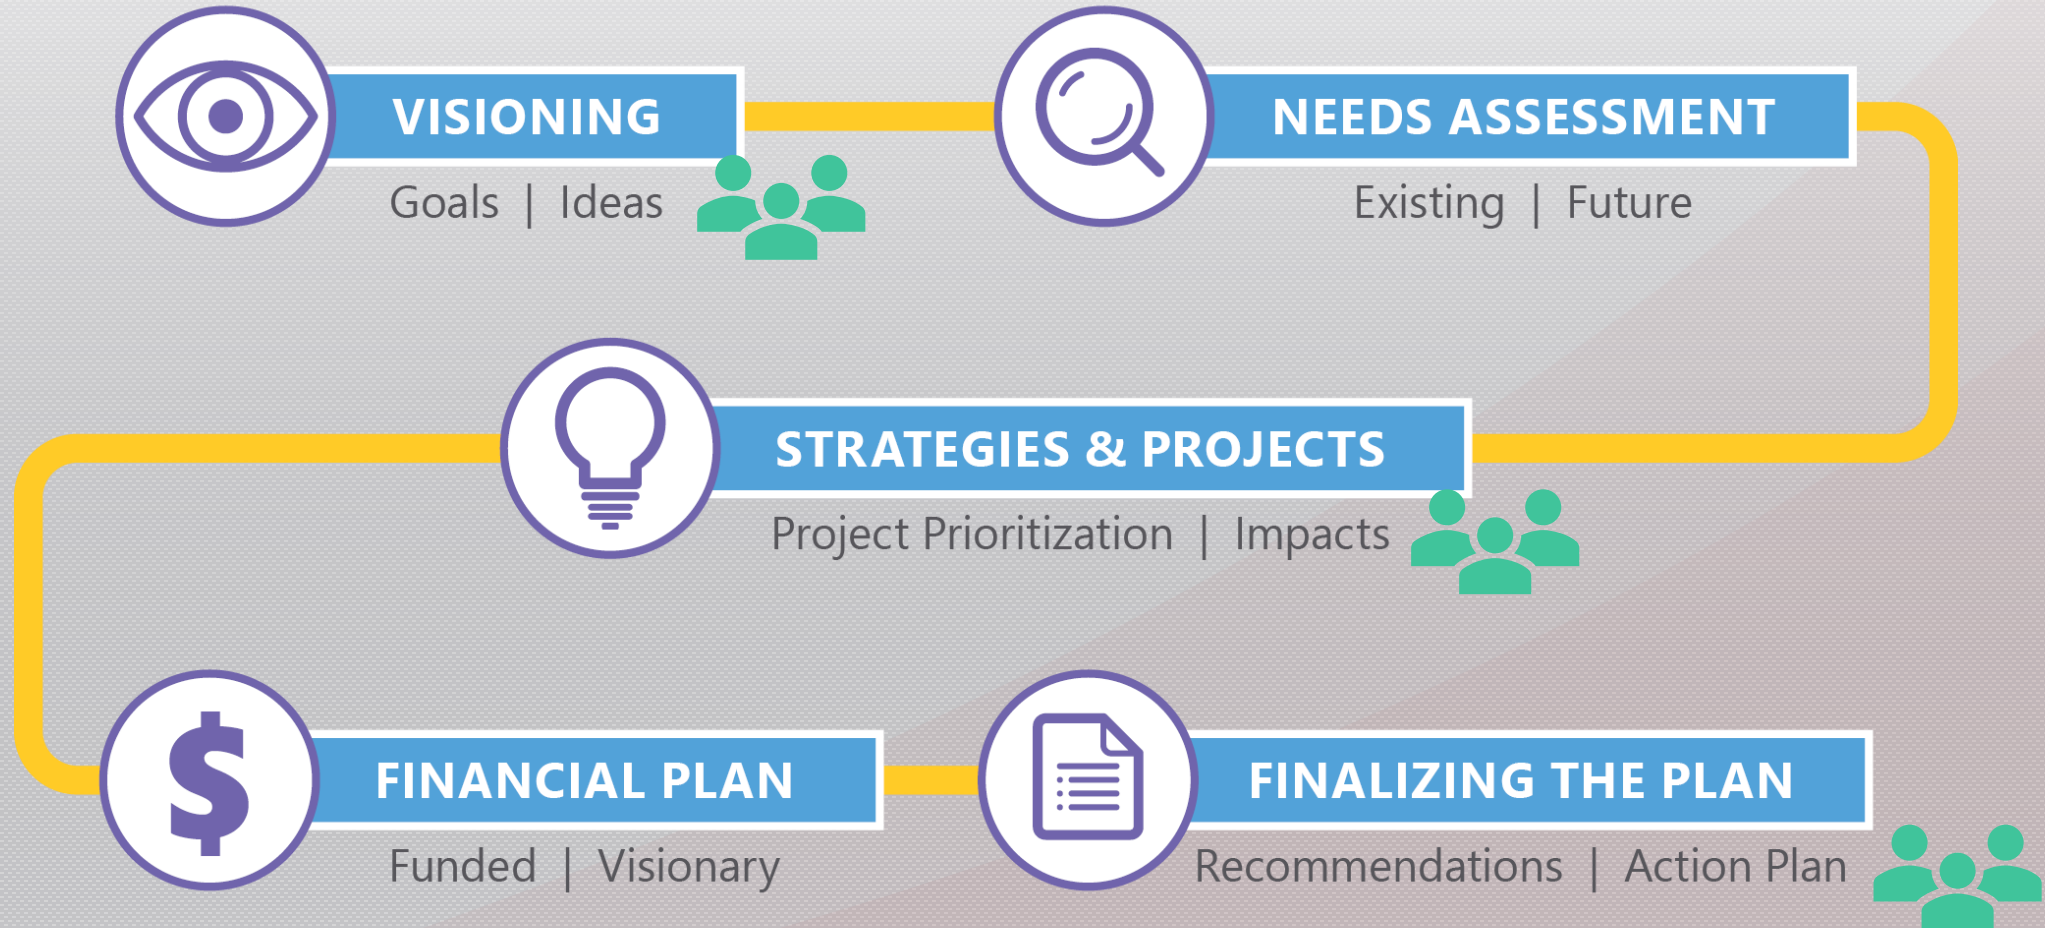 VISIONING
Goals | Ideas
NEEDS ASSESSMENT
Existing | Future
STRATEGIES & PROJECTS
Project Prioritization | Impacts
$
FINANCIAL PLAN
Funded | Visionary
FINALIZING THE PLAN
Recommendations | Action Plan